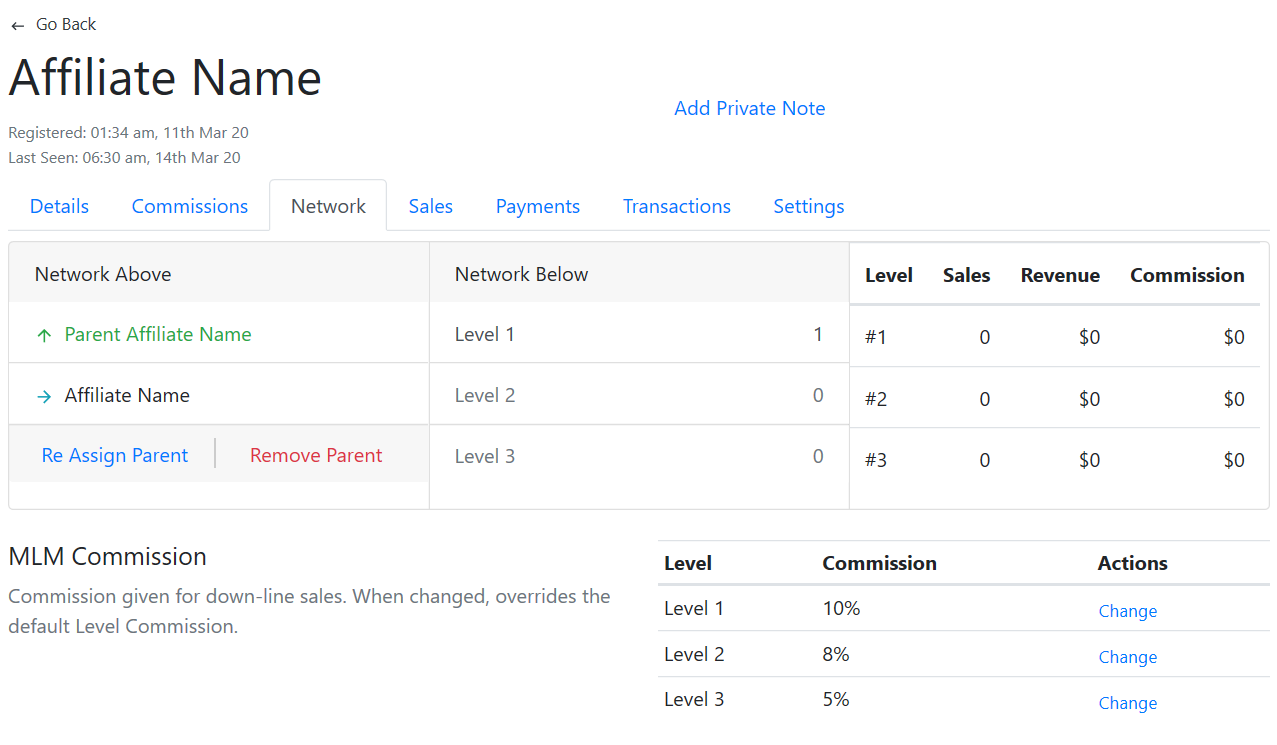 ← Go Back
Affiliate Name
Add Private Note
Registered: 01:34 am, 11th Mar 20
Last Seen: 06:30 am, 14th Mar 20
Details Commissions Network Sales Payments Transactions Settings
Network Above Network Below Level Sales Revenue Commission
↑ Parent Affiliate Name Level 1 1 #1 0 $0 $0
→ Affiliate Name Level 2 0 #2 0 $0 $0
Re Assign Parent Remove Parent Level 3 0 #3 0 $0 $0
MLM Commission
Commission given for down-line sales. When changed, overrides the
default Level Commission.
Level Commission Actions
Level 1 10% Change
Level 2 8% Change
Level 3 5% Change